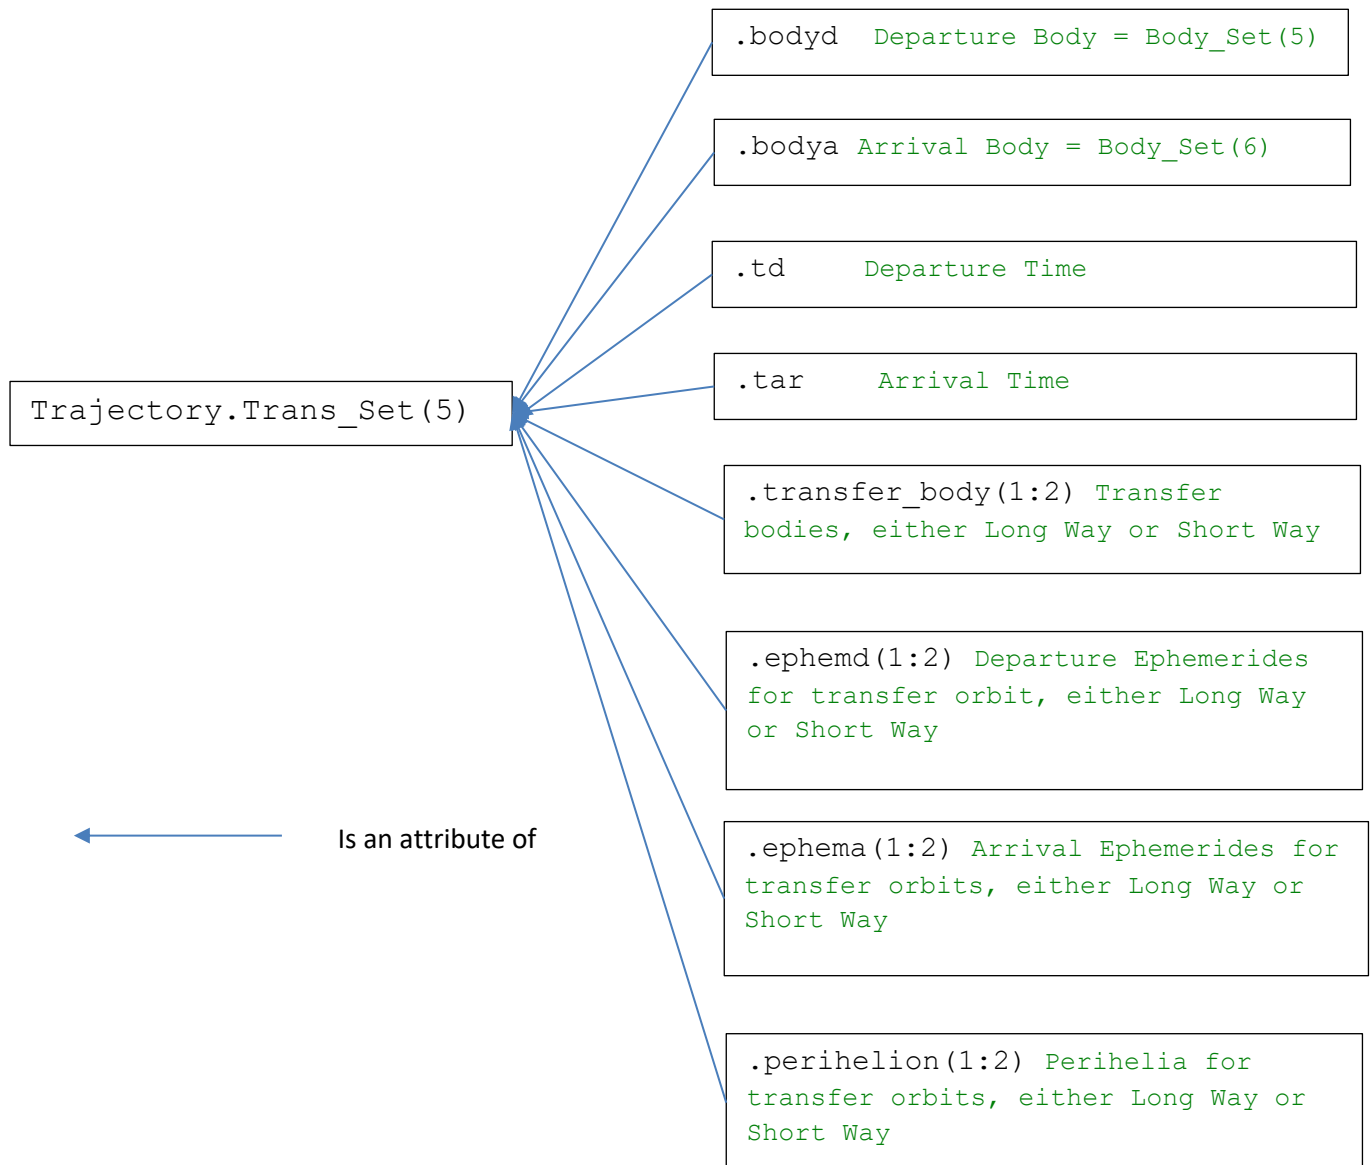 .bodyd Departure Body = Body_Set(5)
.bodya Arrival Body = Body_Set(6)
.td Departure Time
.tar Arrival Time
Trajectory.Trans_Set(5)
.transfer_body(1:2) Transfer
bodies, either Long Way or Short Way
.ephemd(1:2) Departure Ephemerides
for transfer orbit, either Long Way
or Short Way
Is an attribute of
.ephema(1:2) Arrival Ephemerides for
transfer orbits, either Long Way or
Short Way
.perihelion(1:2) Perihelia for
transfer orbits, either Long Way or
Short Way